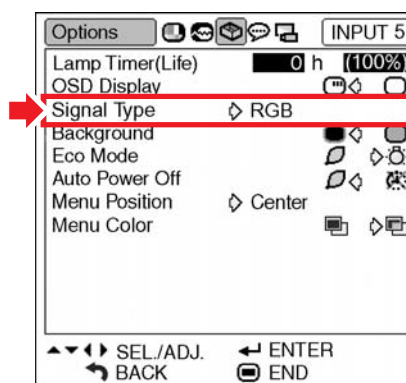 Options INPUT 5
Lamp Timer(Life) 0 h (100%)
OSD Display
Signal Type RGB
Background
Eco Mode
Auto Power Off
Menu Position Center
Menu Color
SEL./ADJ. ENTER
BACK END